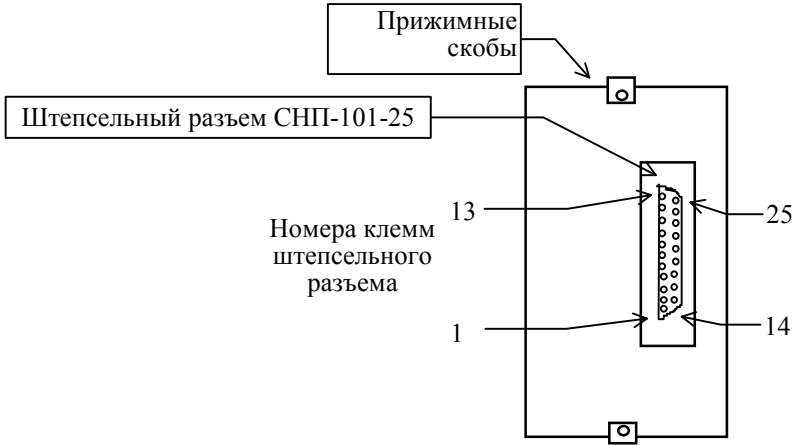 Прижимные
скобы
Штепсельный разъем СНП-101-25
13
25
Номера клемм
штепсельного
разъема
1
14